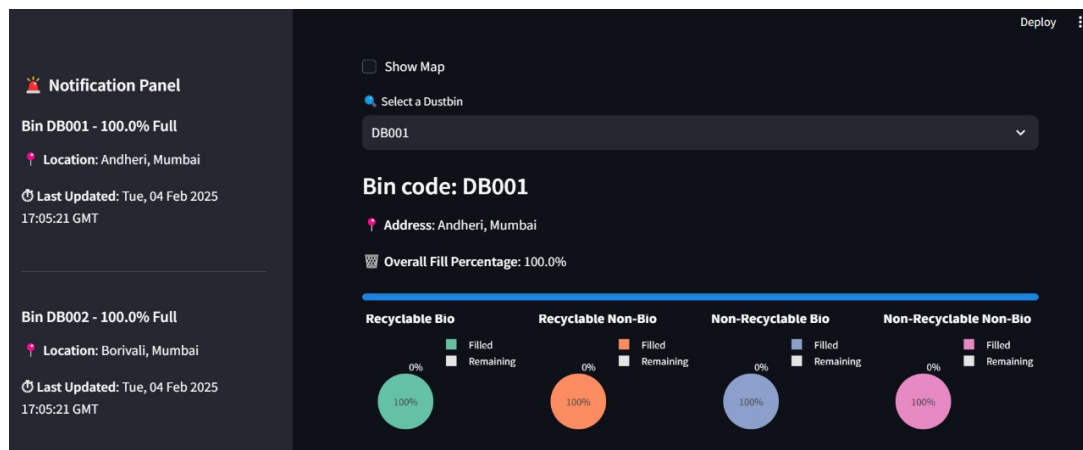 Deploy
Notification Panel
Bin DB001 - 100.0% Full
Location: Andheri, Mumbai
Last Updated: Tue, 04 Feb 2025
17:05:21 GMT
Bin DB002 - 100.0% Full
Location: Borivali, Mumbai
Last Updated: Tue, 04 Feb 2025
17:05:21 GMT
Show Map
Select a Dustbin
DB001
Bin code: DB001
Address: Andheri, Mumbai
Overall Fill Percentage: 100.0%
Recyclable Bio
Filled
Remaining
0%
100%
Recyclable Non-Bio
Filled
Remaining
0%
100%
Non-Recyclable Bio
Filled
Remaining
0%
100%
Non-Recyclable Non-Bio
Filled
Remaining
0%
100%